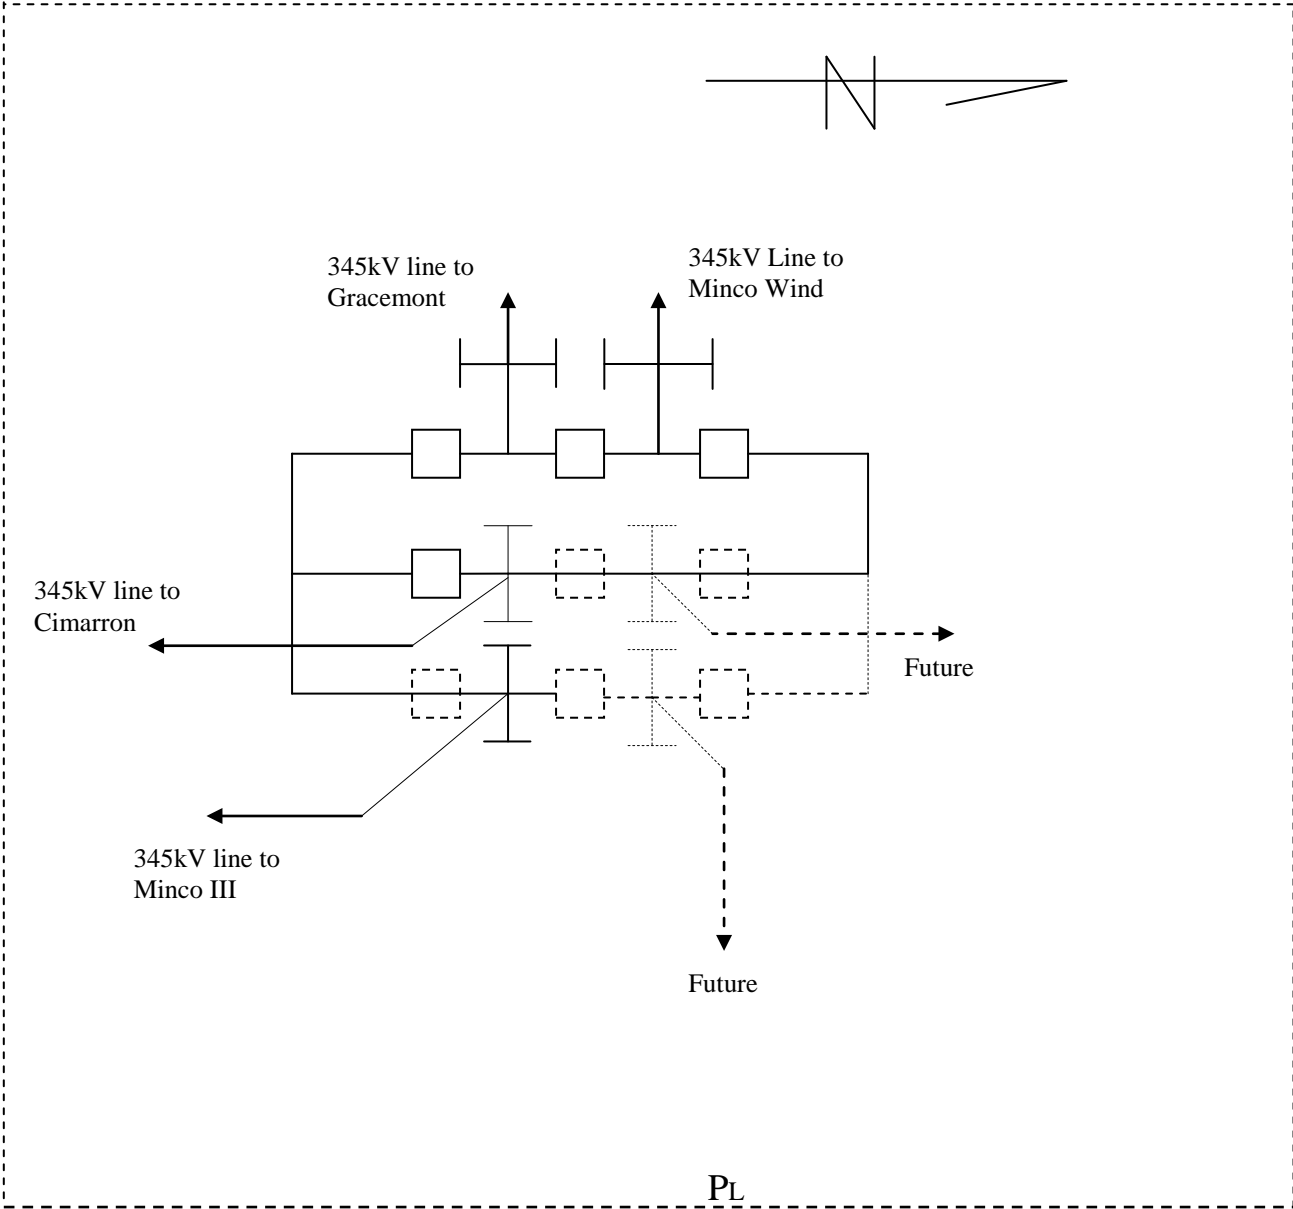 N
345kV line to
Gracemont
345kV Line to
Minco Wind
345kV line to
Cimarron
Future
345kV line to
Minco III
Future
PL